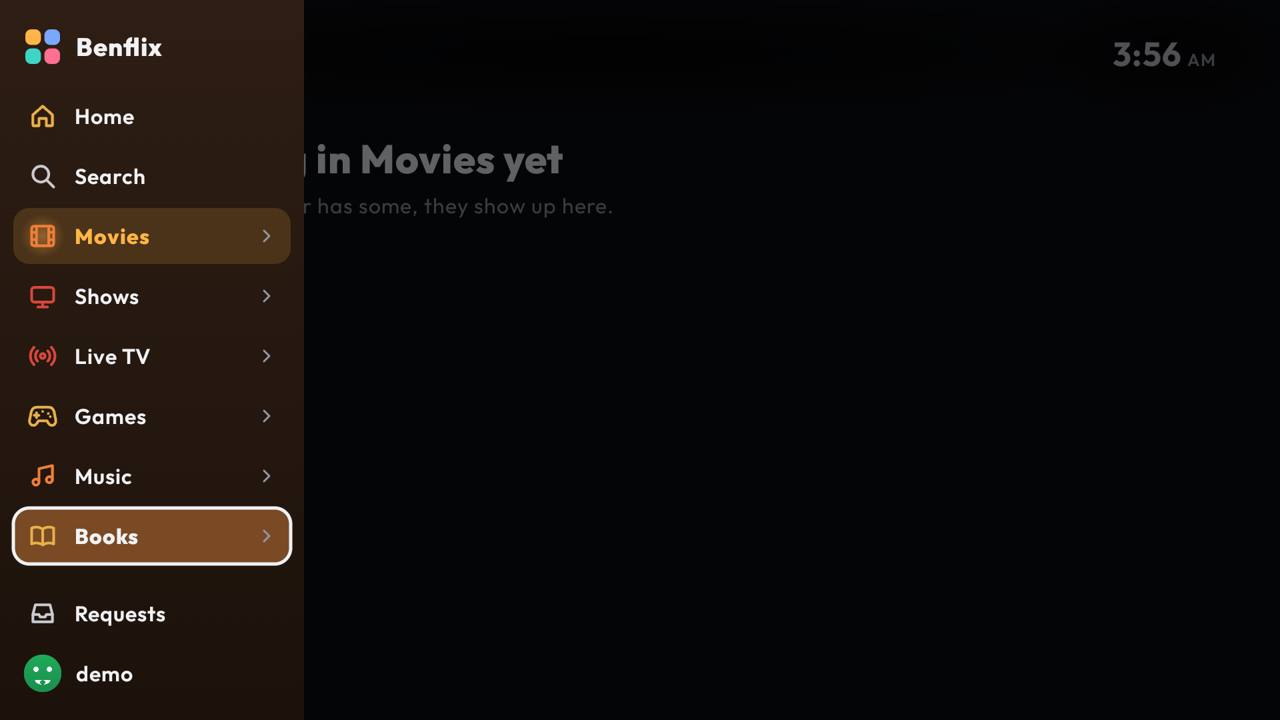 Benflix
3:56 AM
Home
Search
in Movies yet
has some, they show up here.
Movies
Shows
Live TV
Games
Music
Books
Requests
demo